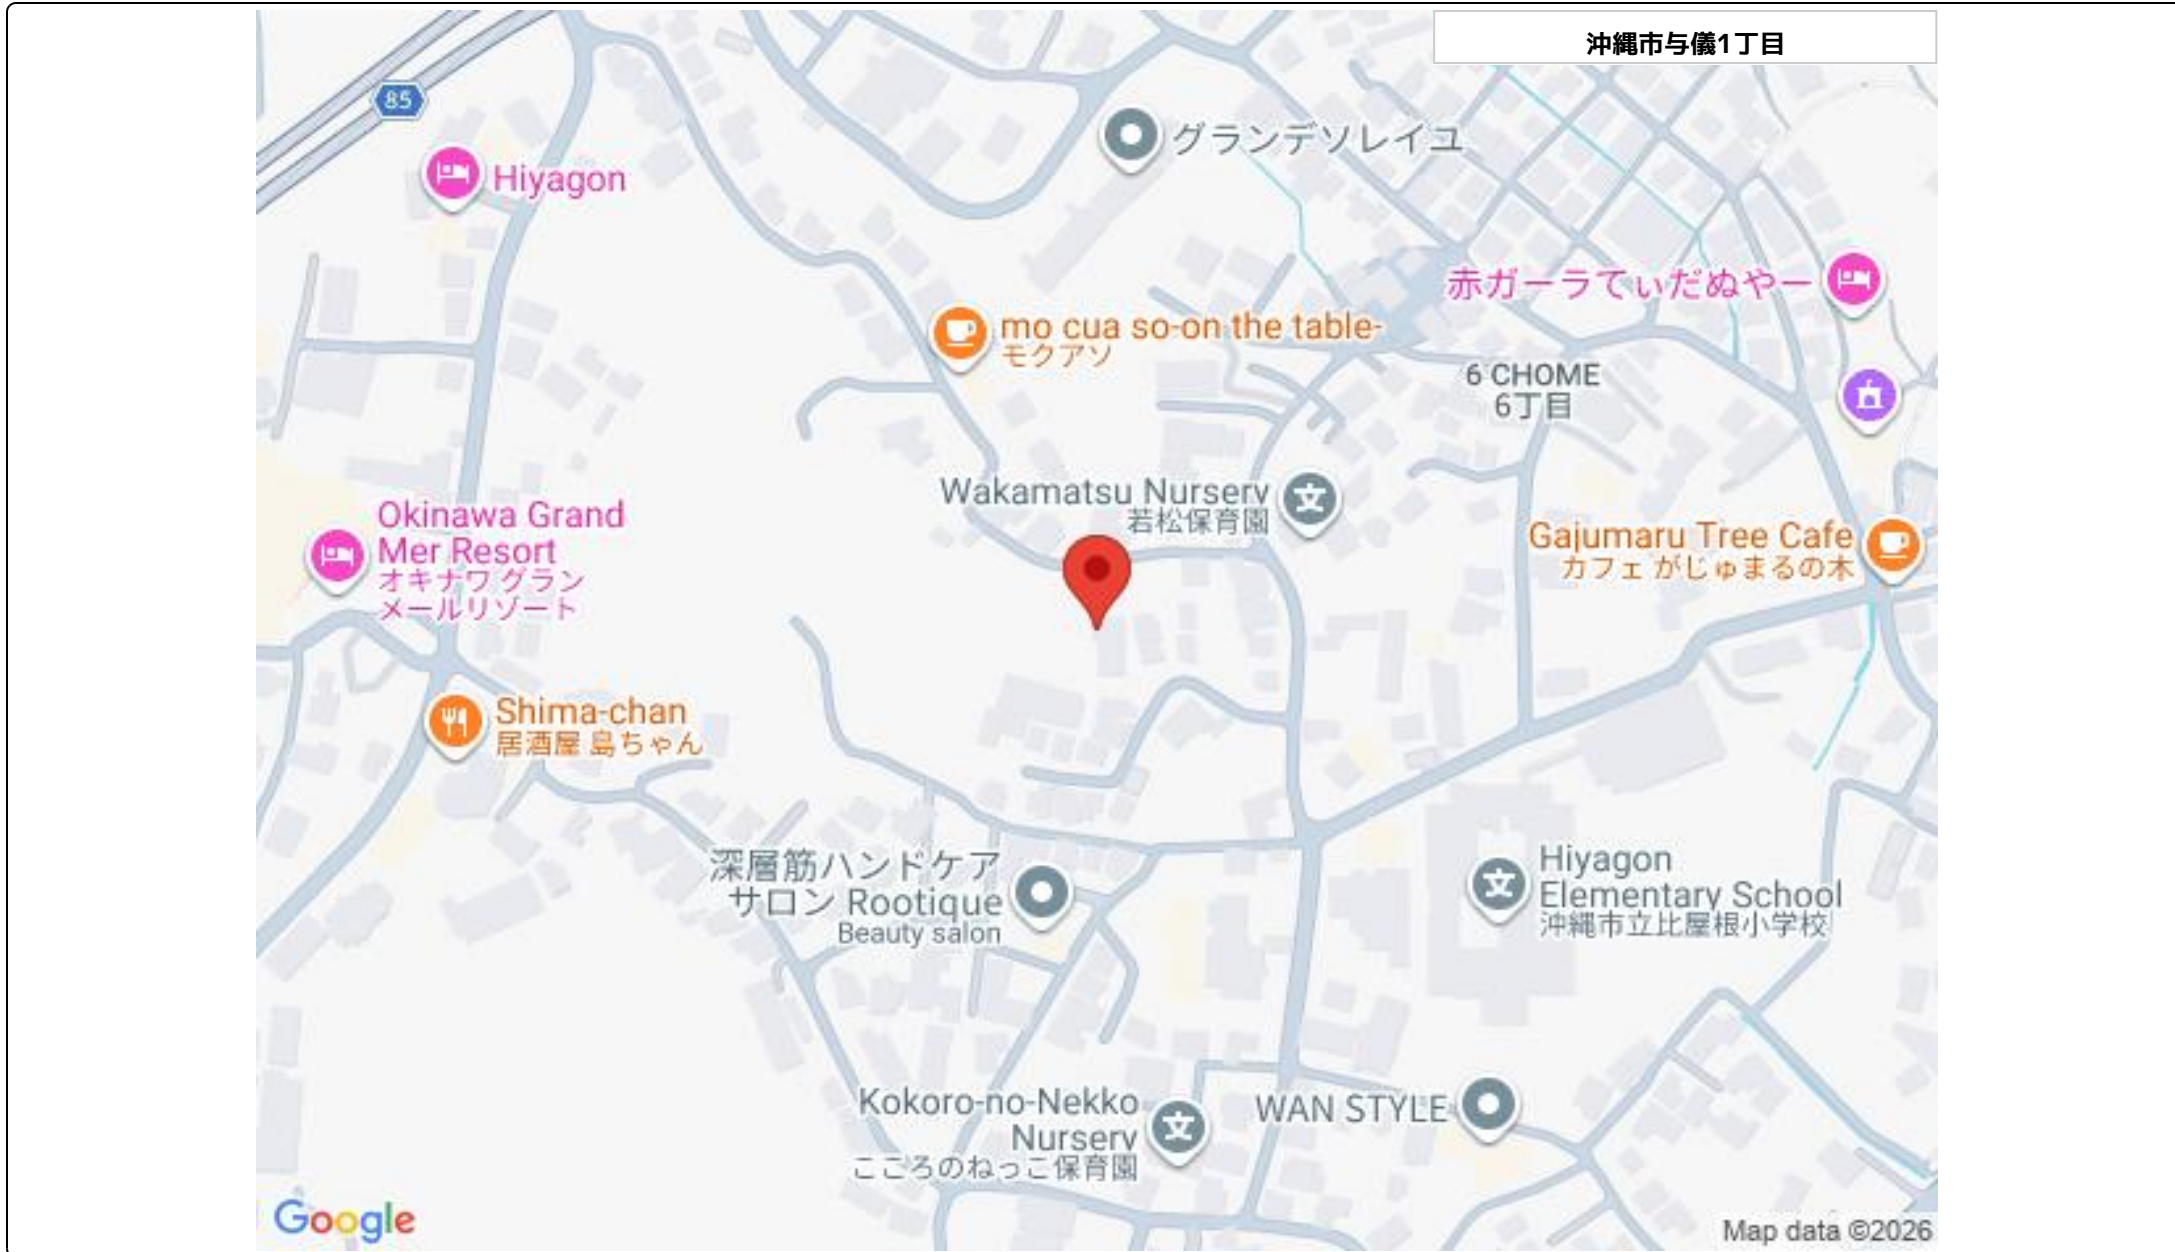 沖縄市与儀1丁目
85
グランデソレイユ
Hiyagon
赤ガーラてぃだぬやー
mo cua so-on the table-
モクアソ
6 CHOME
6丁目
Wakamatsu Nursery
若松保育園
Okinawa Grand
Mer Resort
オキナワ グラン
メールリゾート
Gajumaru Tree Cafe
カフェ がじゅまるの木
Shima-chan
居酒屋 島ちゃん
深層筋ハンドケア
サロン Rootique
Beauty salon
Hiyagon
Elementary School
沖縄市立比屋根小学校
Kokoro-no-Nekko
Nursery
こころのねっこ保育園
WAN STYLE
Google
Map data ©2026